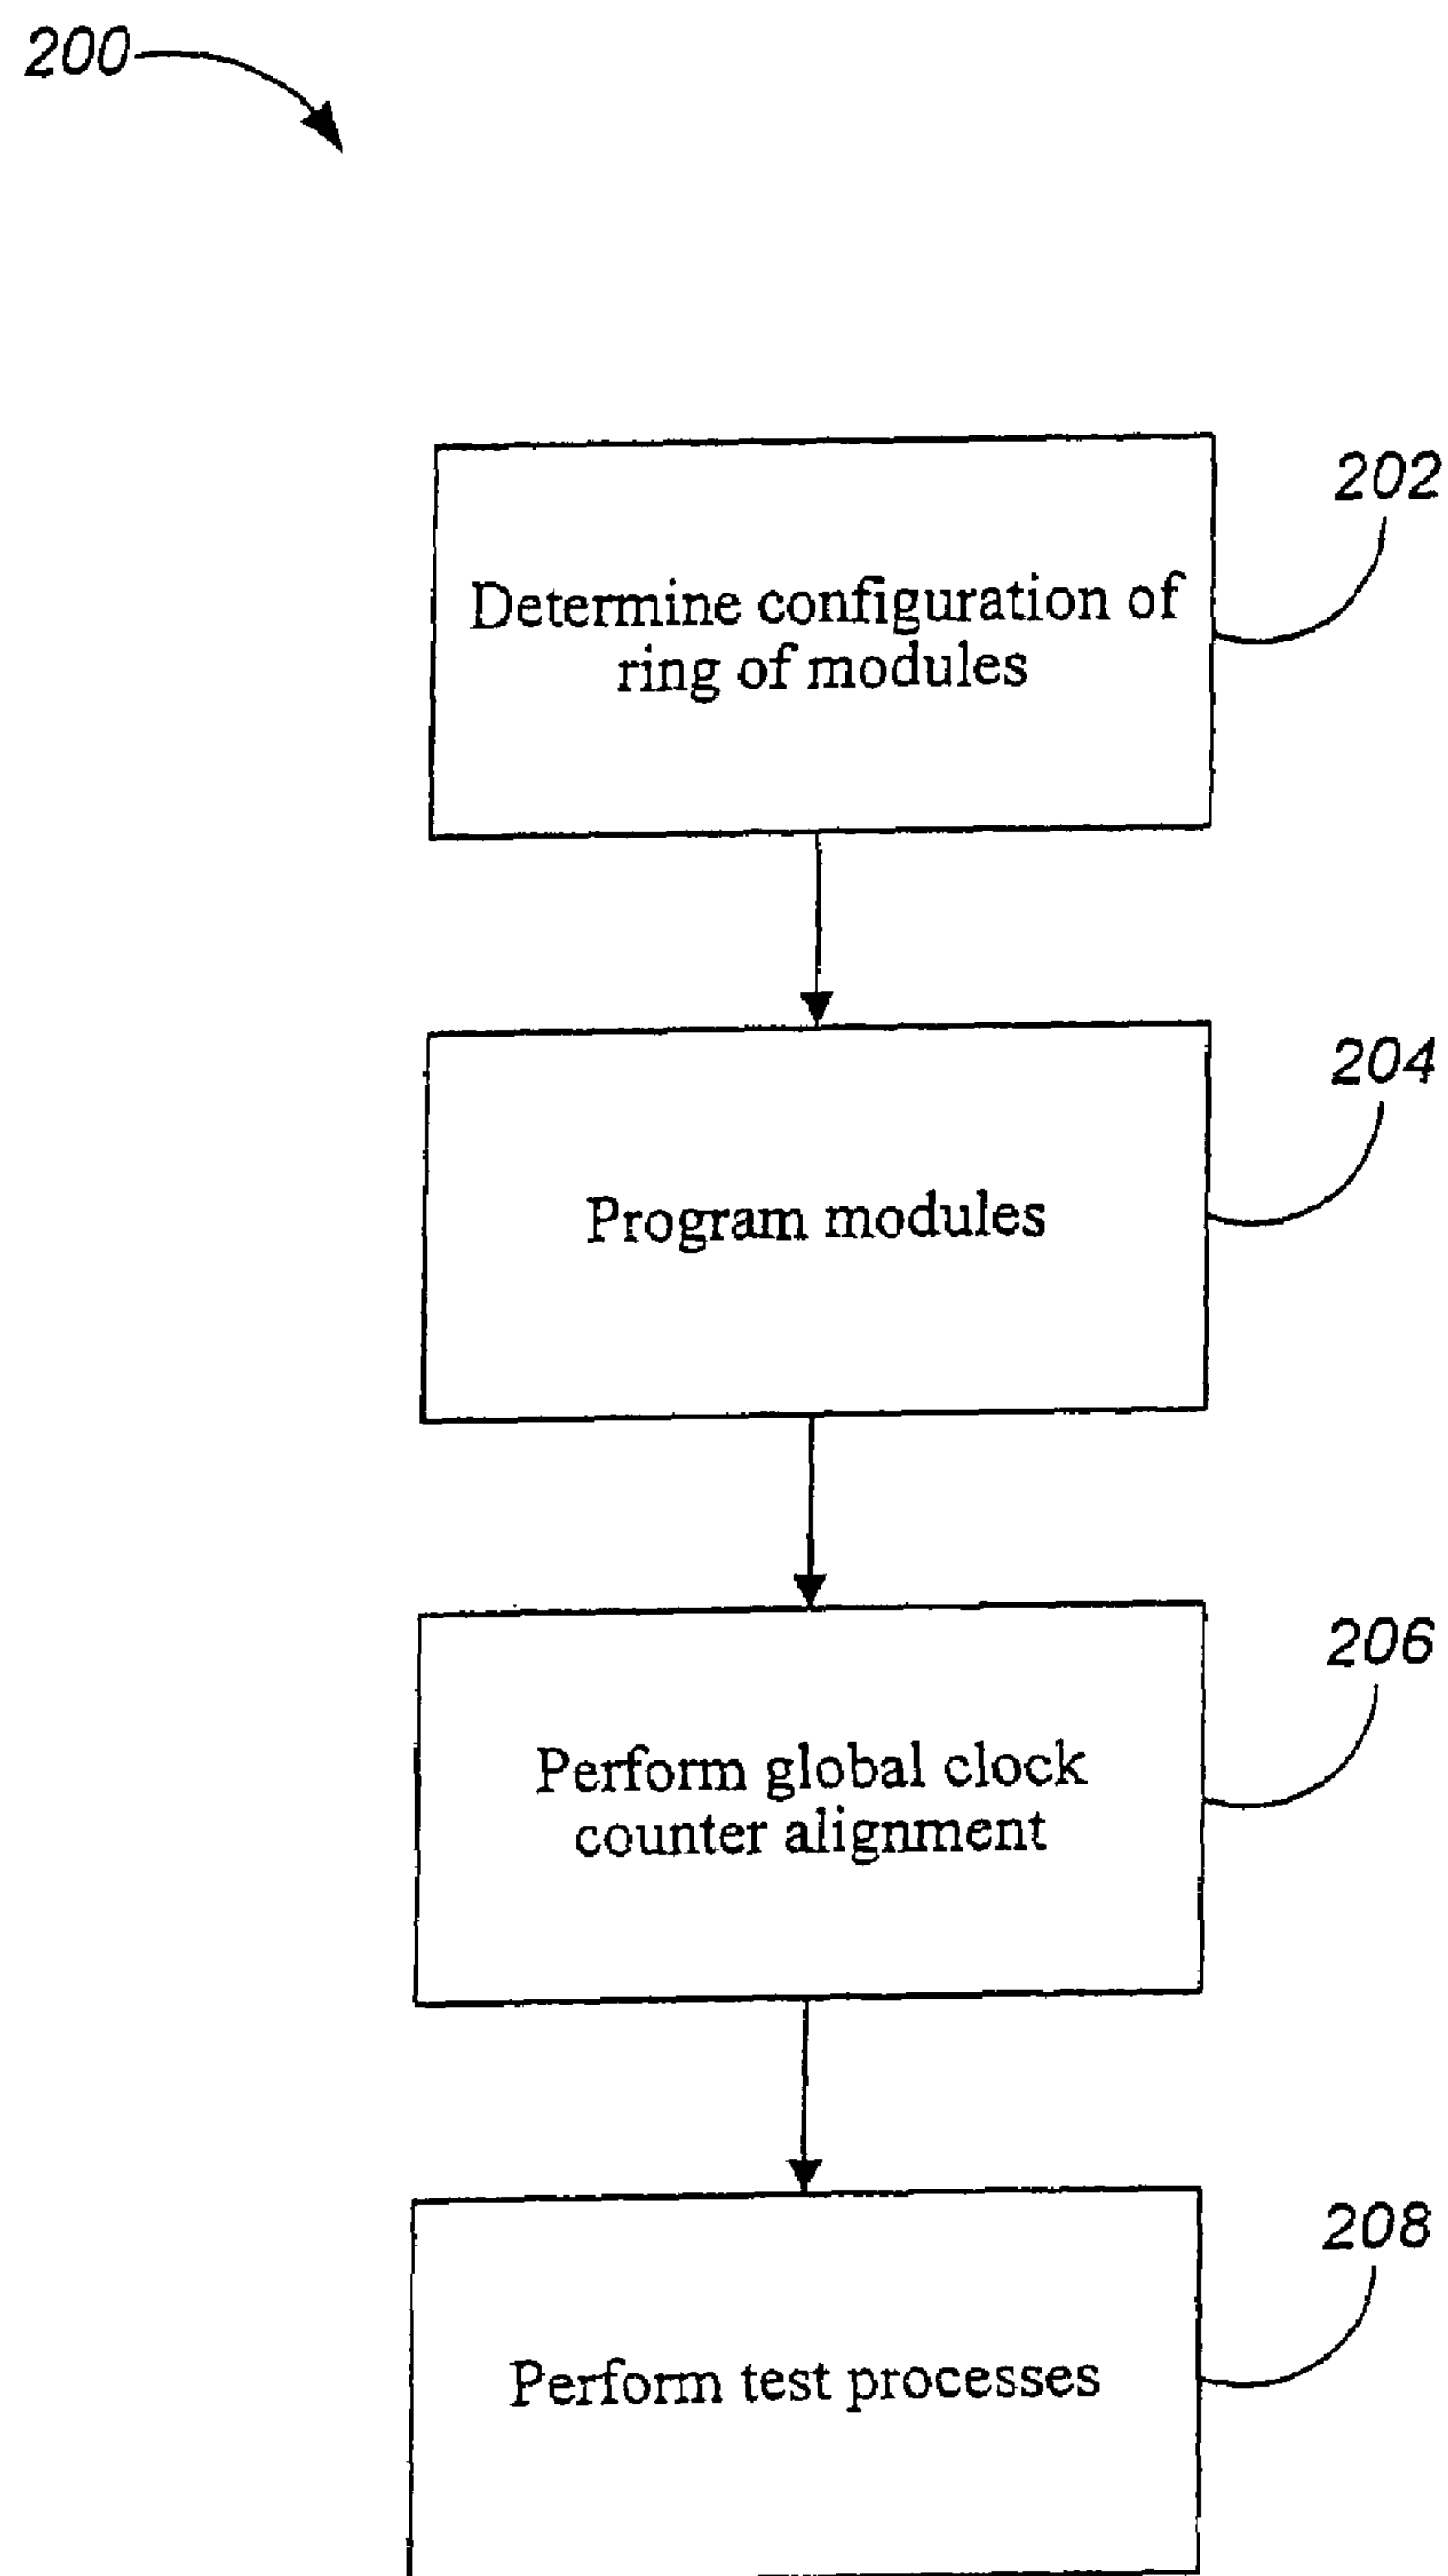 200
202
Determine configuration of
ring of modules
204
Program modules
206
Perform global clock
counter alignment
208
Perform test processes